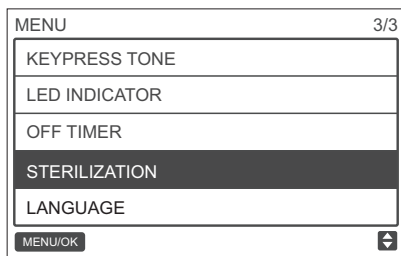 MENU 3/3
KEYPRESS TONE
LED INDICATOR
OFF TIMER
STERILIZATION
LANGUAGE
MENU/OK